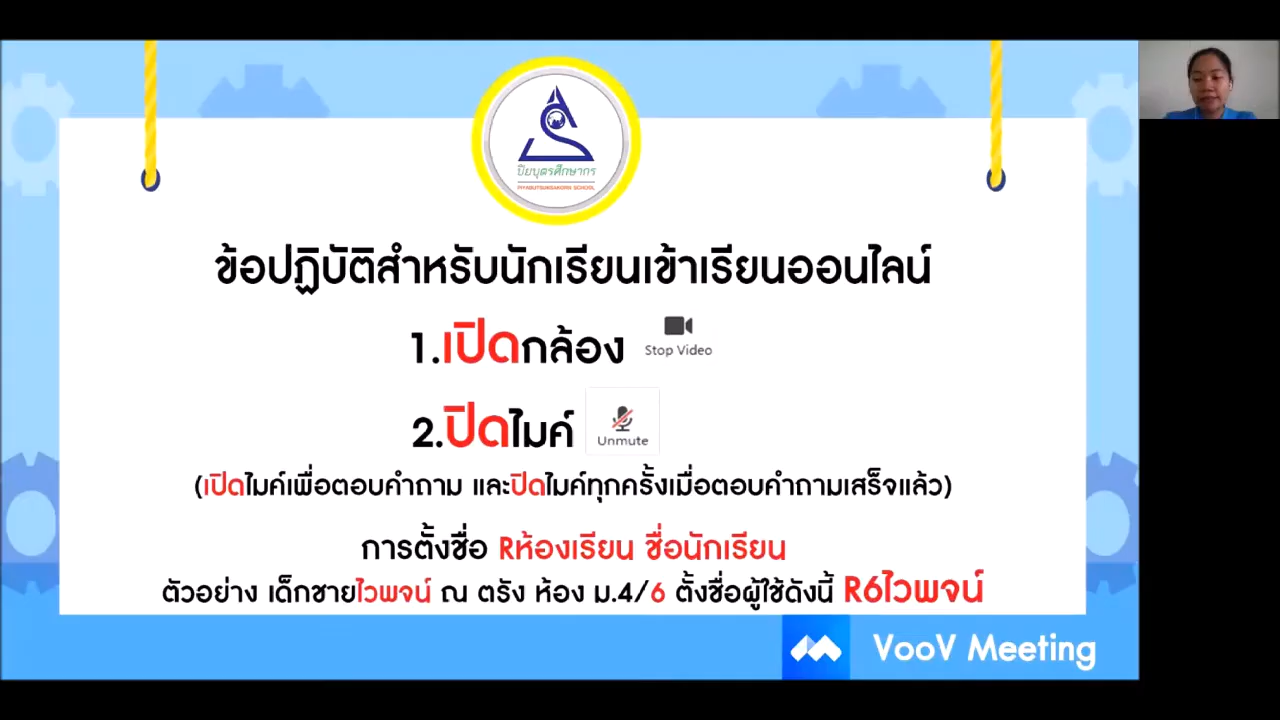 ปิยบุตรศึกษากร
PIYABUTSUKSAKORN SCHOOL
ข้อปฏิบัติสำหรับนักเรียนเข้าเรียนออนไลน์
1.เปิดกล้อง
Stop Video
2.ปิดไมค์
Unmute
(เปิดไมค์เพื่อตอบคำถาม และปิดไมค์ทุกครั้งเมื่อตอบคำถามเสร็จแล้ว)
การตั้งชื่อ Rห้องเรียน ชื่อนักเรียน
ตัวอย่าง เด็กชายไวพจน์ ณ ตรัง ห้อง ม.4/6 ตั้งชื่อผู้ใช้ดังนี้ R6ไวพจน์
VooV Meeting